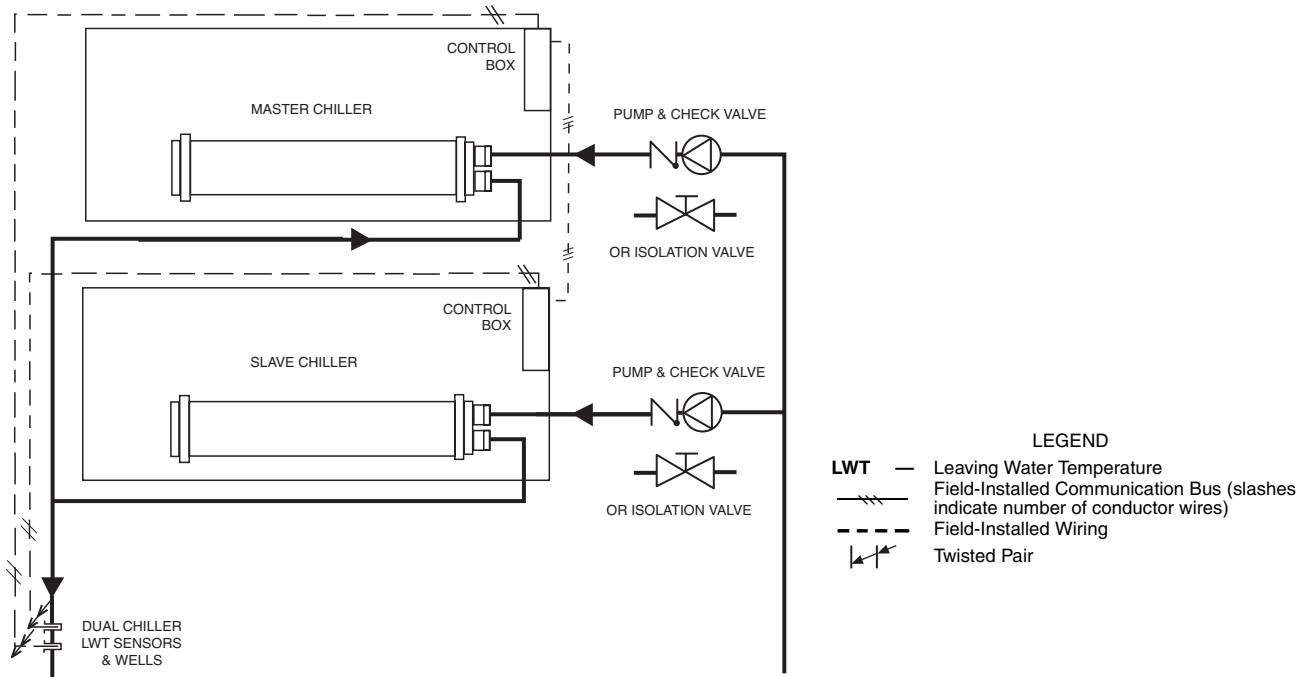 CONTROL
BOX
MASTER CHILLER
PUMP & CHECK VALVE
OR ISOLATION VALVE
CONTROL
BOX
SLAVE CHILLER
PUMP & CHECK VALVE
OR ISOLATION VALVE
DUAL CHILLER
LWT SENSORS
& WELLS
LEGEND
LWT — Leaving Water Temperature
Field-Installed Communication Bus (slashes
indicate number of conductor wires)
Field-Installed Wiring
Twisted Pair